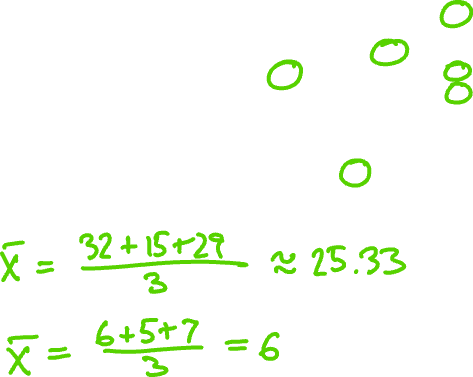 x̄ = (32+15+29)/3 ≈ 25.33
x̄ = (6+5+7)/3 = 6